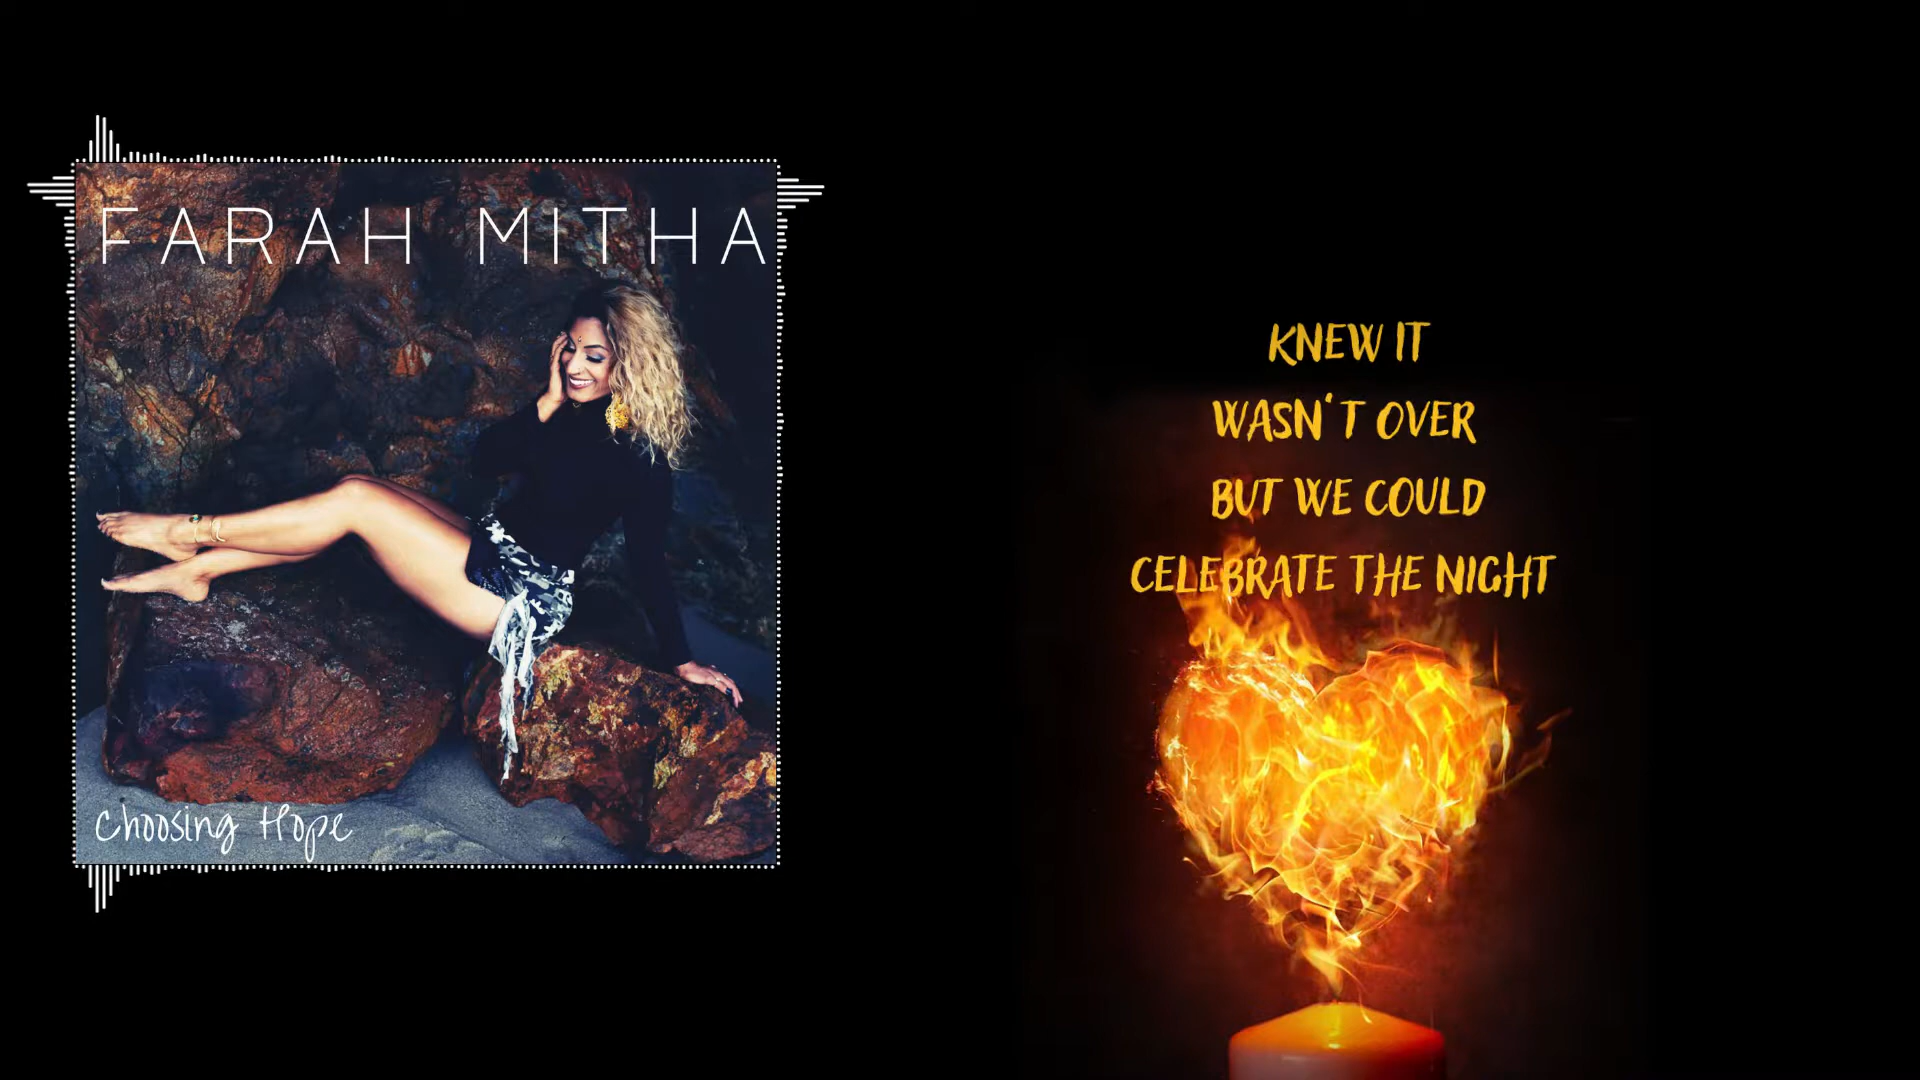 FARAH MITHA
Choosing Hope
KNEW IT
WASN'T OVER
BUT WE COULD
CELEBRATE THE NIGHT